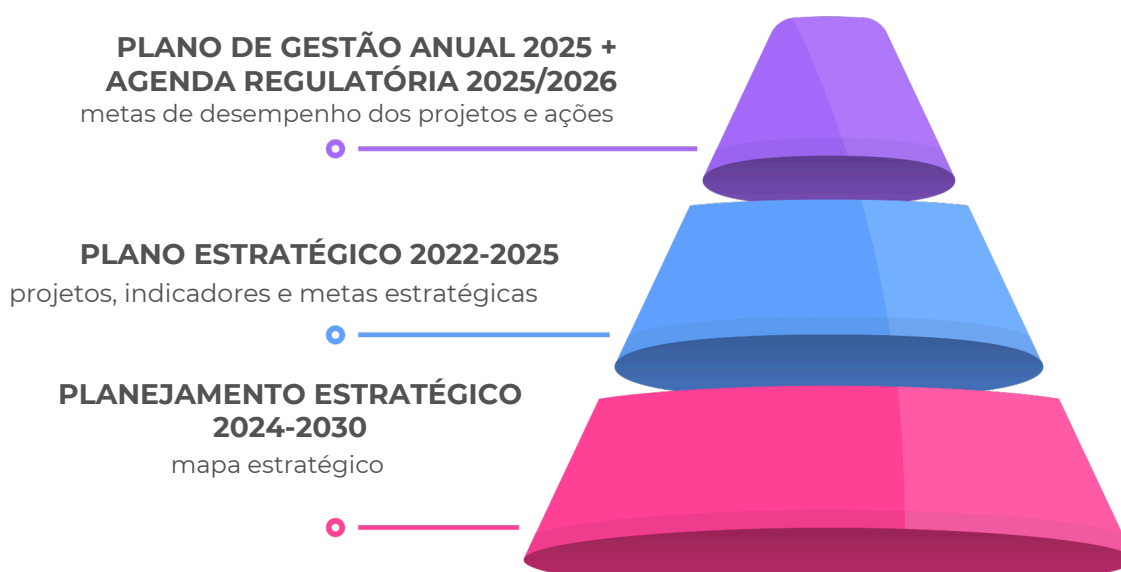 PLANO DE GESTÃO ANUAL 2025 +
AGENDA REGULATÓRIA 2025/2026
metas de desempenho dos projetos e ações
PLANO ESTRATÉGICO 2022-2025
projetos, indicadores e metas estratégicas
PLANEJAMENTO ESTRATÉGICO
2024-2030
mapa estratégico